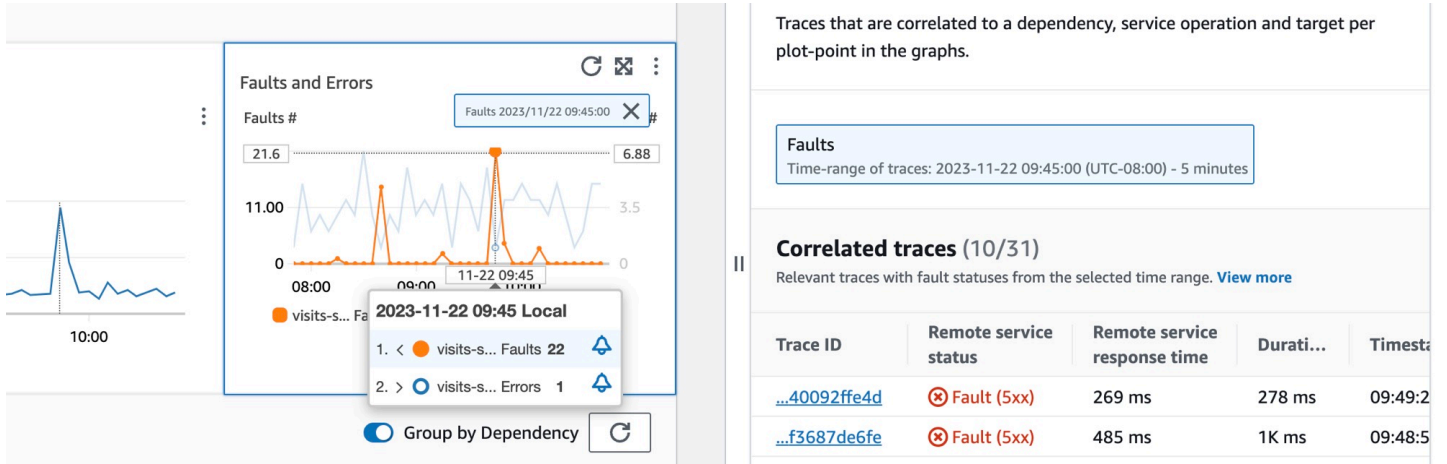 10:00
Faults and Errors
Faults #
Faults 2023/11/22 09:45:00
#
21.6
6.88
11.00
3.5
0
0
11-22 09:45
08:00
09:00
10:00
visits-s... Fa
2023-11-22 09:45 Local
1. < visits-s... Faults 22
2. > visits-s... Errors 1
Group by Dependency
Traces that are correlated to a dependency, service operation and target per
plot-point in the graphs.
Faults
Time-range of traces: 2023-11-22 09:45:00 (UTC-08:00) - 5 minutes
Correlated traces (10/31)
Relevant traces with fault statuses from the selected time range. View more
Trace ID
Remote service
status
Remote service
response time
Durati...
Timesta
...40092ffe4d Fault (5xx) 269 ms 278 ms 09:49:2
...f3687de6fe Fault (5xx) 485 ms 1K ms 09:48:5